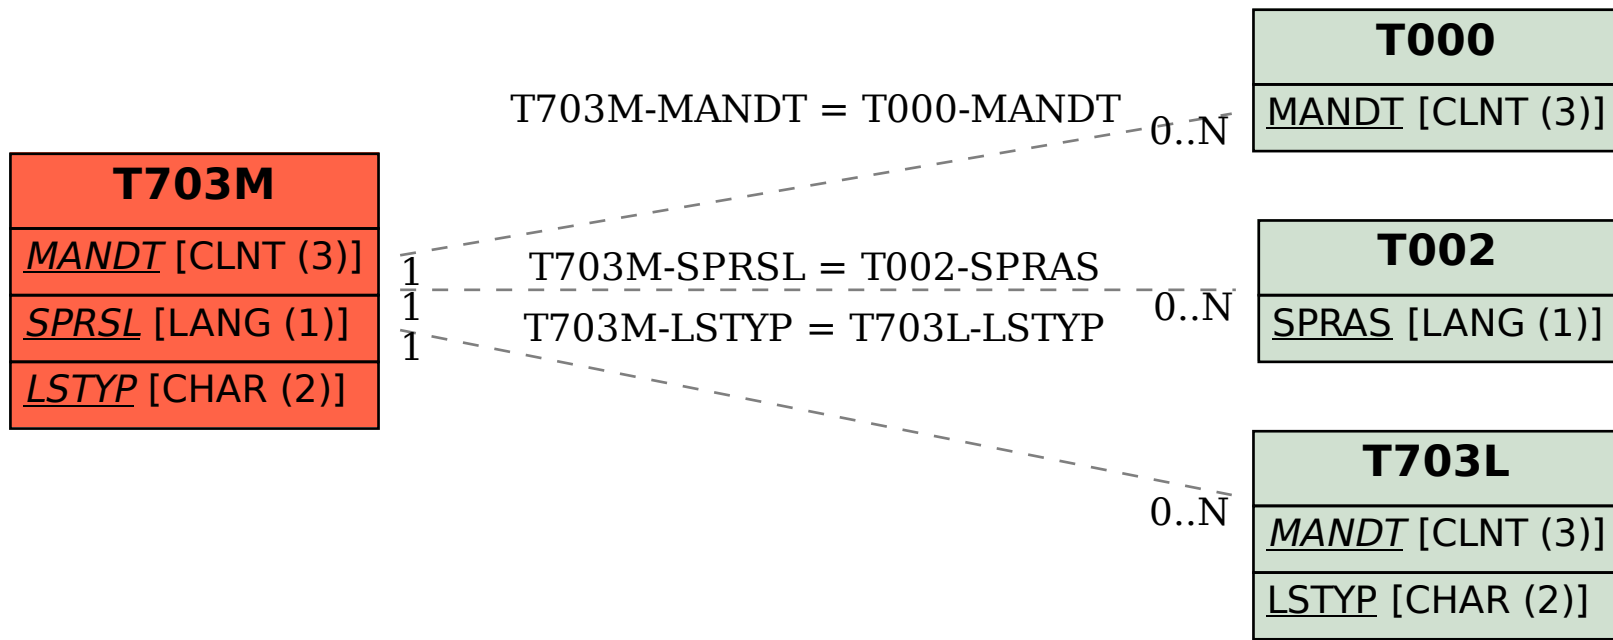 T703M
MANDT [CLNT (3)]
SPRSL [LANG (1)]
LSTYP [CHAR (2)]
T703M-MANDT = T000-MANDT
0..N
1
T703M-SPRSL = T002-SPRAS
1
0..N
T703M-LSTYP = T703L-LSTYP
1
0..N
T000
MANDT [CLNT (3)]
T002
SPRAS [LANG (1)]
T703L
MANDT [CLNT (3)]
LSTYP [CHAR (2)]